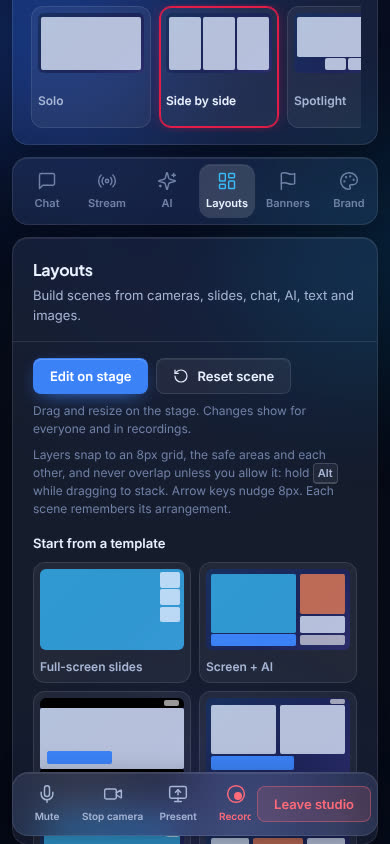 Solo
Side by side
Spotlight
Chat
Stream
AI
Layouts
Banners
Brand
Layouts
Build scenes from cameras, slides, chat, AI, text and
images.
Edit on stage
Reset scene
Drag and resize on the stage. Changes show for
everyone and in recordings.
Layers snap to an 8px grid, the safe areas and each
other, and never overlap unless you allow it: hold Alt
while dragging to stack. Arrow keys nudge 8px. Each
scene remembers its arrangement.
Start from a template
Full-screen slides
Screen + AI
Mute
Stop camera
Present
Record
Leave studio